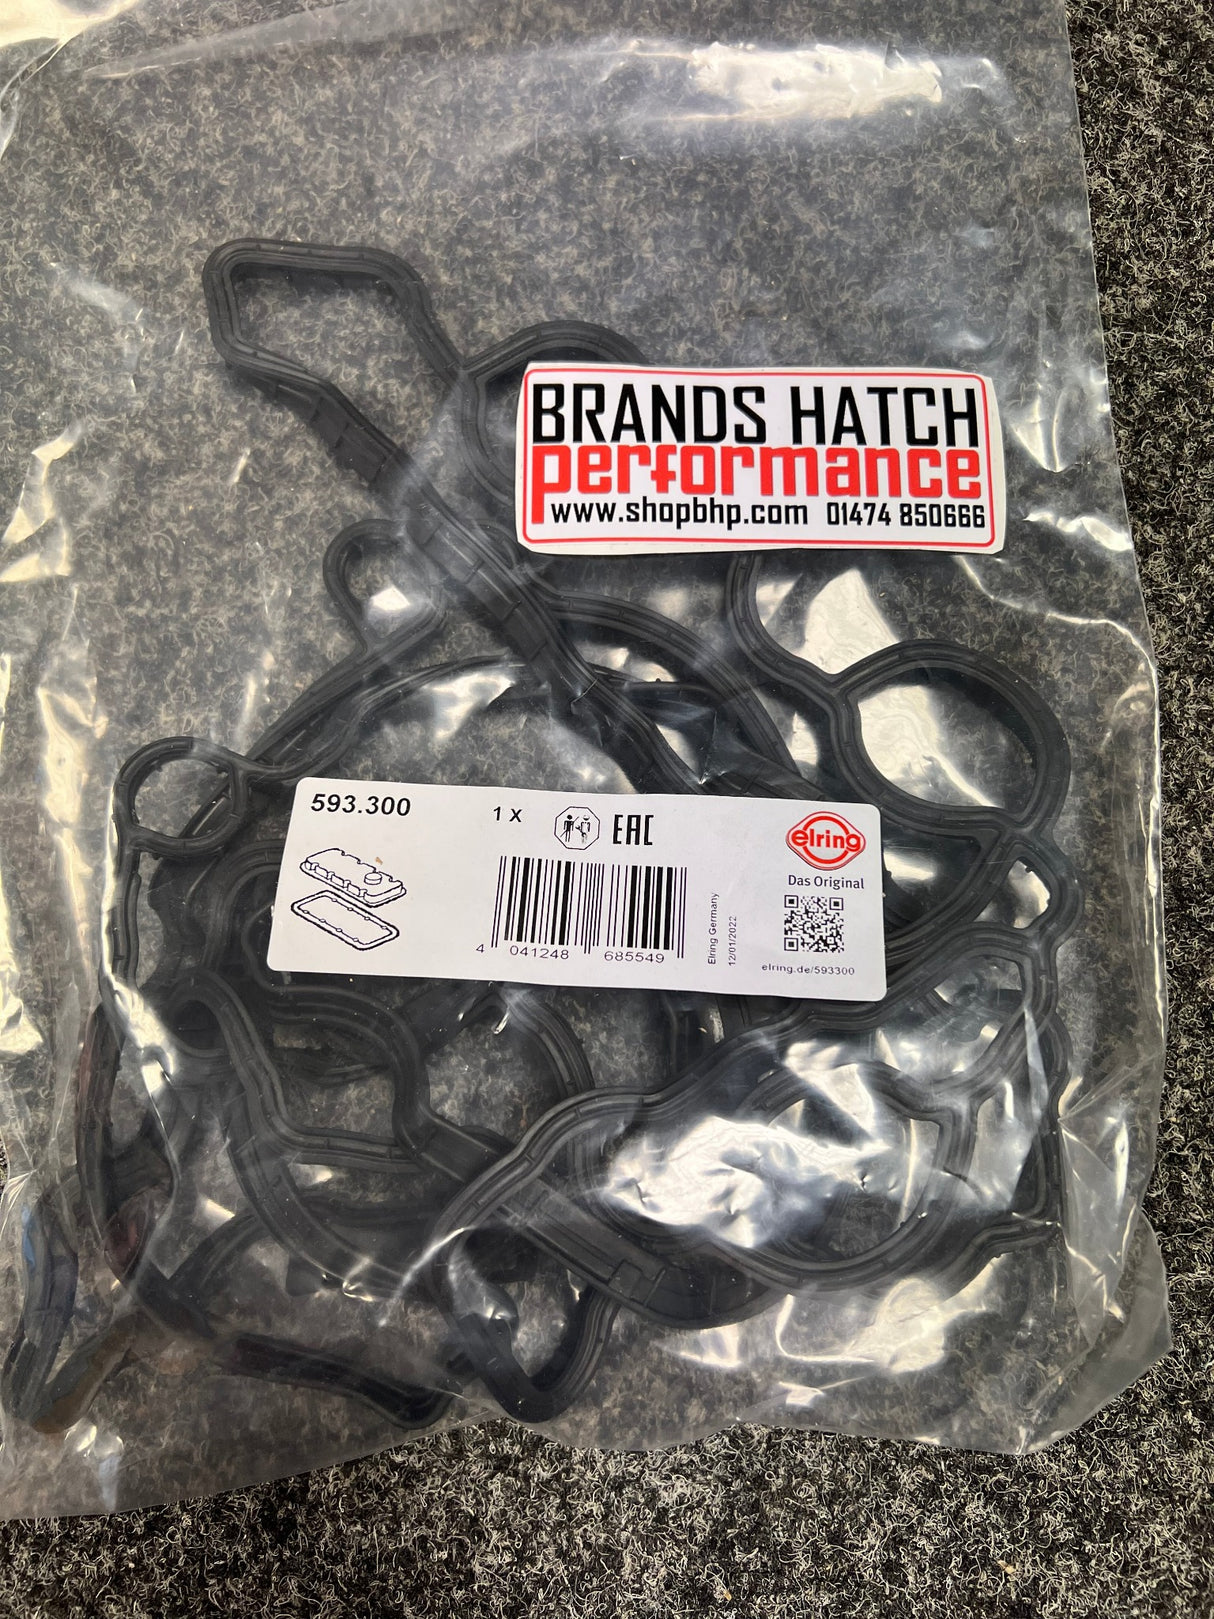 BRANDS HATCH
performance
www.shopbhp.com 01474 850666
593.300
1 X
EAC
elring
Das Original
4 041248 685549
Elring Germany
12/01/2022
elring.de/593300